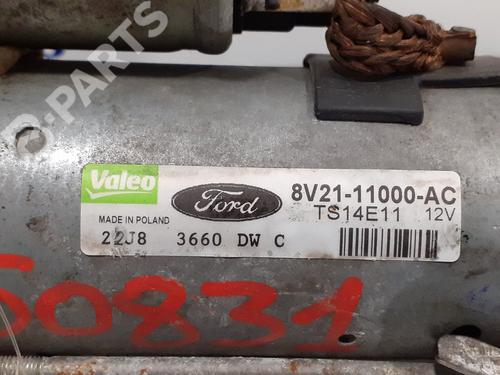 B-PARTS
Valeo
Ford
8V21-11000-AC
MADE IN POLAND
TS14E11 12V
22J8 3660 DW C
50831